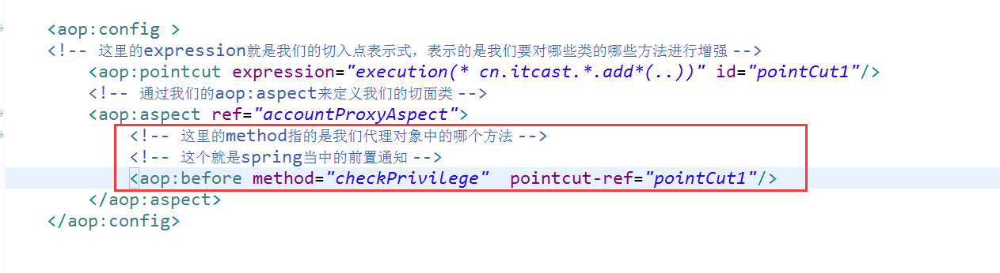 <aop:config >
<!-- 这里的expression就是我们的切入点表示式，表示的是我们要对哪些类的哪些方法进行增强 -->
<aop:pointcut expression="execution(* cn.itcast.*.add*(..))" id="pointCut1"/>
<!-- 通过我们的aop:aspect来定义我们的切面类 -->
<aop:aspect ref="accountProxyAspect">
<!-- 这里的method指的是我们代理对象中的哪个方法 -->
<!-- 这个就是spring当中的前置通知 -->
<aop:before method="checkPrivilege"  pointcut-ref="pointCut1"/>
</aop:aspect>
</aop:config>